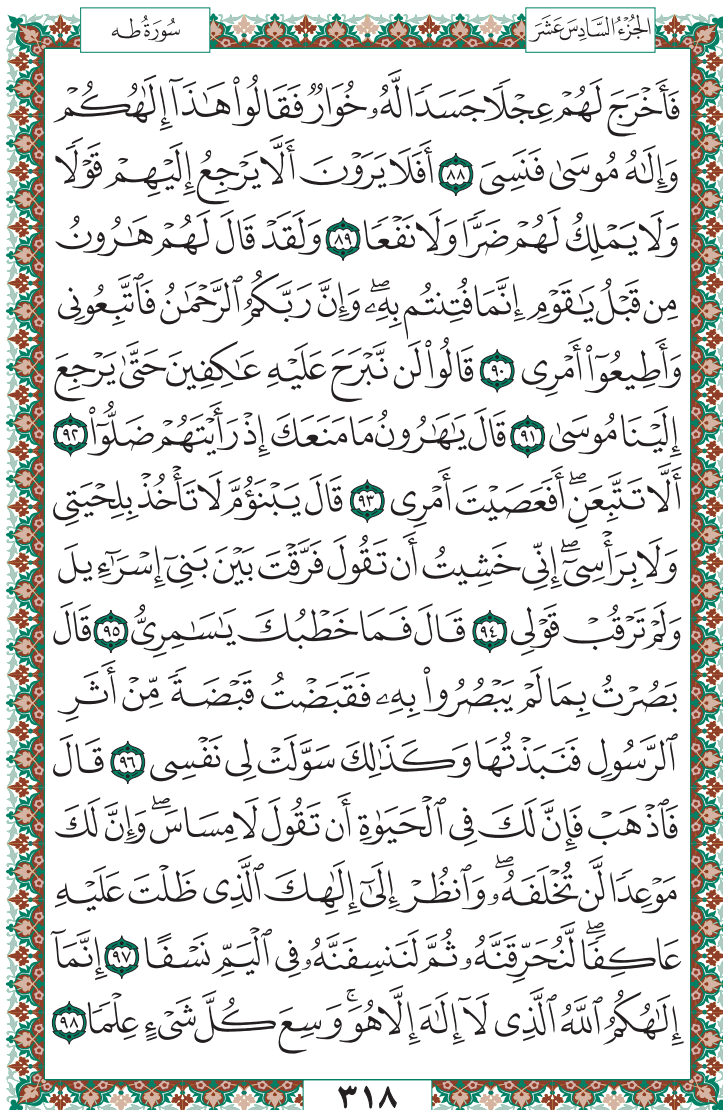 الجُزْءُ السَّادِسَ عَشَرَ
سُورَةُ طه
فَأَخْرَجَ لَهُمْ عِجْلًا جَسَدًا لَّهُۥ خُوَارٌ فَقَالُوا۟ هَـٰذَآ إِلَـٰهُكُمْ
وَإِلَـٰهُ مُوسَىٰ فَنَسِىَ ٨٨ أَفَلَا يَرَوْنَ أَلَّا يَرْجِعُ إِلَيْهِمْ قَوْلًا
وَلَا يَمْلِكُ لَهُمْ ضَرًّا وَلَا نَفْعًا ٨٩ وَلَقَدْ قَالَ لَهُمْ هَـٰرُونُ
مِن قَبْلُ يَـٰقَوْمِ إِنَّمَا فُتِنتُم بِهِۦۖ وَإِنَّ رَبَّكُمُ ٱلرَّحْمَـٰنُ فَٱتَّبِعُونِى
وَأَطِيعُوٓا۟ أَمْرِى ٩٠ قَالُوا۟ لَن نَّبْرَحَ عَلَيْهِ عَـٰكِفِينَ حَتَّىٰ يَرْجِعَ
إِلَيْنَا مُوسَىٰ ٩١ قَالَ يَـٰهَـٰرُونُ مَا مَنَعَكَ إِذْ رَأَيْتَهُمْ ضَلُّوٓا۟ ٩٢
أَلَّا تَتَّبِعَنِۖ أَفَعَصَيْتَ أَمْرِى ٩٣ قَالَ يَبْنَؤُمَّ لَا تَأْخُذْ بِلِحْيَتِى
وَلَا بِرَأْسِىٓۖ إِنِّى خَشِيتُ أَن تَقُولَ فَرَّقْتَ بَيْنَ بَنِىٓ إِسْرَـٰٓءِيلَ
وَلَمْ تَرْقُبْ قَوْلِى ٩٤ قَالَ فَمَا خَطْبُكَ يَـٰسَـٰمِرِىُّ ٩٥ قَالَ
بَصُرْتُ بِمَا لَمْ يَبْصُرُوا۟ بِهِۦ فَقَبَضْتُ قَبْضَةً مِّنْ أَثَرِ
ٱلرَّسُولِ فَنَبَذْتُهَا وَكَذَٰلِكَ سَوَّلَتْ لِى نَفْسِى ٩٦ قَالَ
فَٱذْهَبْ فَإِنَّ لَكَ فِى ٱلْحَيَوٰةِ أَن تَقُولَ لَا مِسَاسَۖ وَإِنَّ لَكَ
مَوْعِدًا لَّن تُخْلَفَهُۥۖ وَٱنظُرْ إِلَىٰٓ إِلَـٰهِكَ ٱلَّذِى ظَلْتَ عَلَيْهِ
عَاكِفًاۖ لَّنُحَرِّقَنَّهُۥ ثُمَّ لَنَنسِفَنَّهُۥ فِى ٱلْيَمِّ نَسْفًا ٩٧ إِنَّمَآ
إِلَـٰهُكُمُ ٱللَّهُ ٱلَّذِى لَآ إِلَـٰهَ إِلَّا هُوَۚ وَسِعَ كُلَّ شَىْءٍ عِلْمًا ٩٨
٣١٨